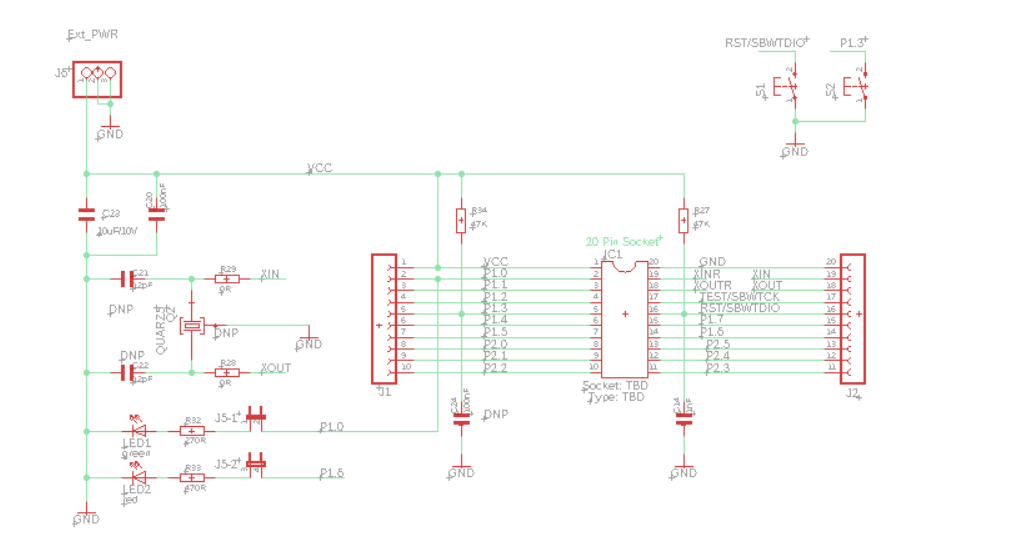 Ext_PWR
RST/SBWTDIO
P1.3
1 2 3
S1
S2
GND
GND
VCC
C23
10uF/10V
C20
100nF
R34
47K
R27
47K
20 Pin Socket
IC1
C21
12pF
R29
0R
XIN
DNP
QUARZ5
Q2
DNP
GND
DNP
C22
12pF
R28
0R
XOUT
1 VCC 1 20 GND 20
2 P1.0 2 19 XINR XIN 19
3 P1.1 3 18 XOUTR XOUT 18
4 P1.2 4 17 TEST/SBWTCK 17
5 P1.3 5 16 RST/SBWTDIO 16
6 P1.4 6 15 P1.7 15
7 P1.5 7 14 P1.6 14
8 P2.0 8 13 P2.5 13
9 P2.1 9 12 P2.4 12
10 P2.2 10 11 P2.3 11
J1
Socket: TBD
Type: TBD
J2
C24
100nF
DNP
C14
1nF
LED1
green
R32
270R
J5-1
P1.0
LED2
red
R33
470R
J5-2
P1.6
GND
GND
GND